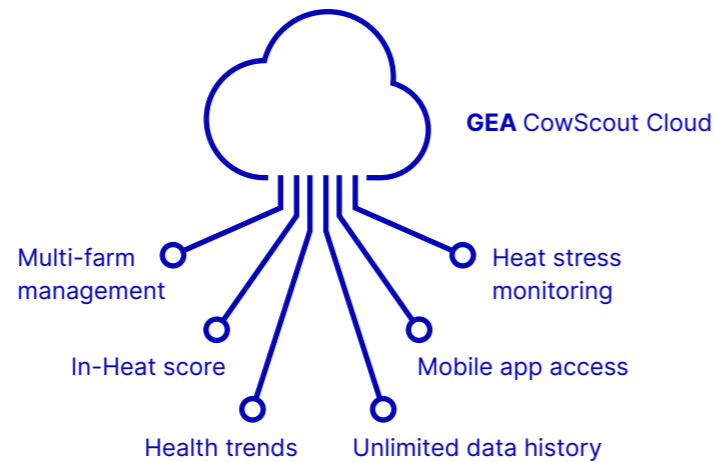 GEA CowScout Cloud
Multi-farm
management
Heat stress
monitoring
In-Heat score
Mobile app access
Health trends
Unlimited data history